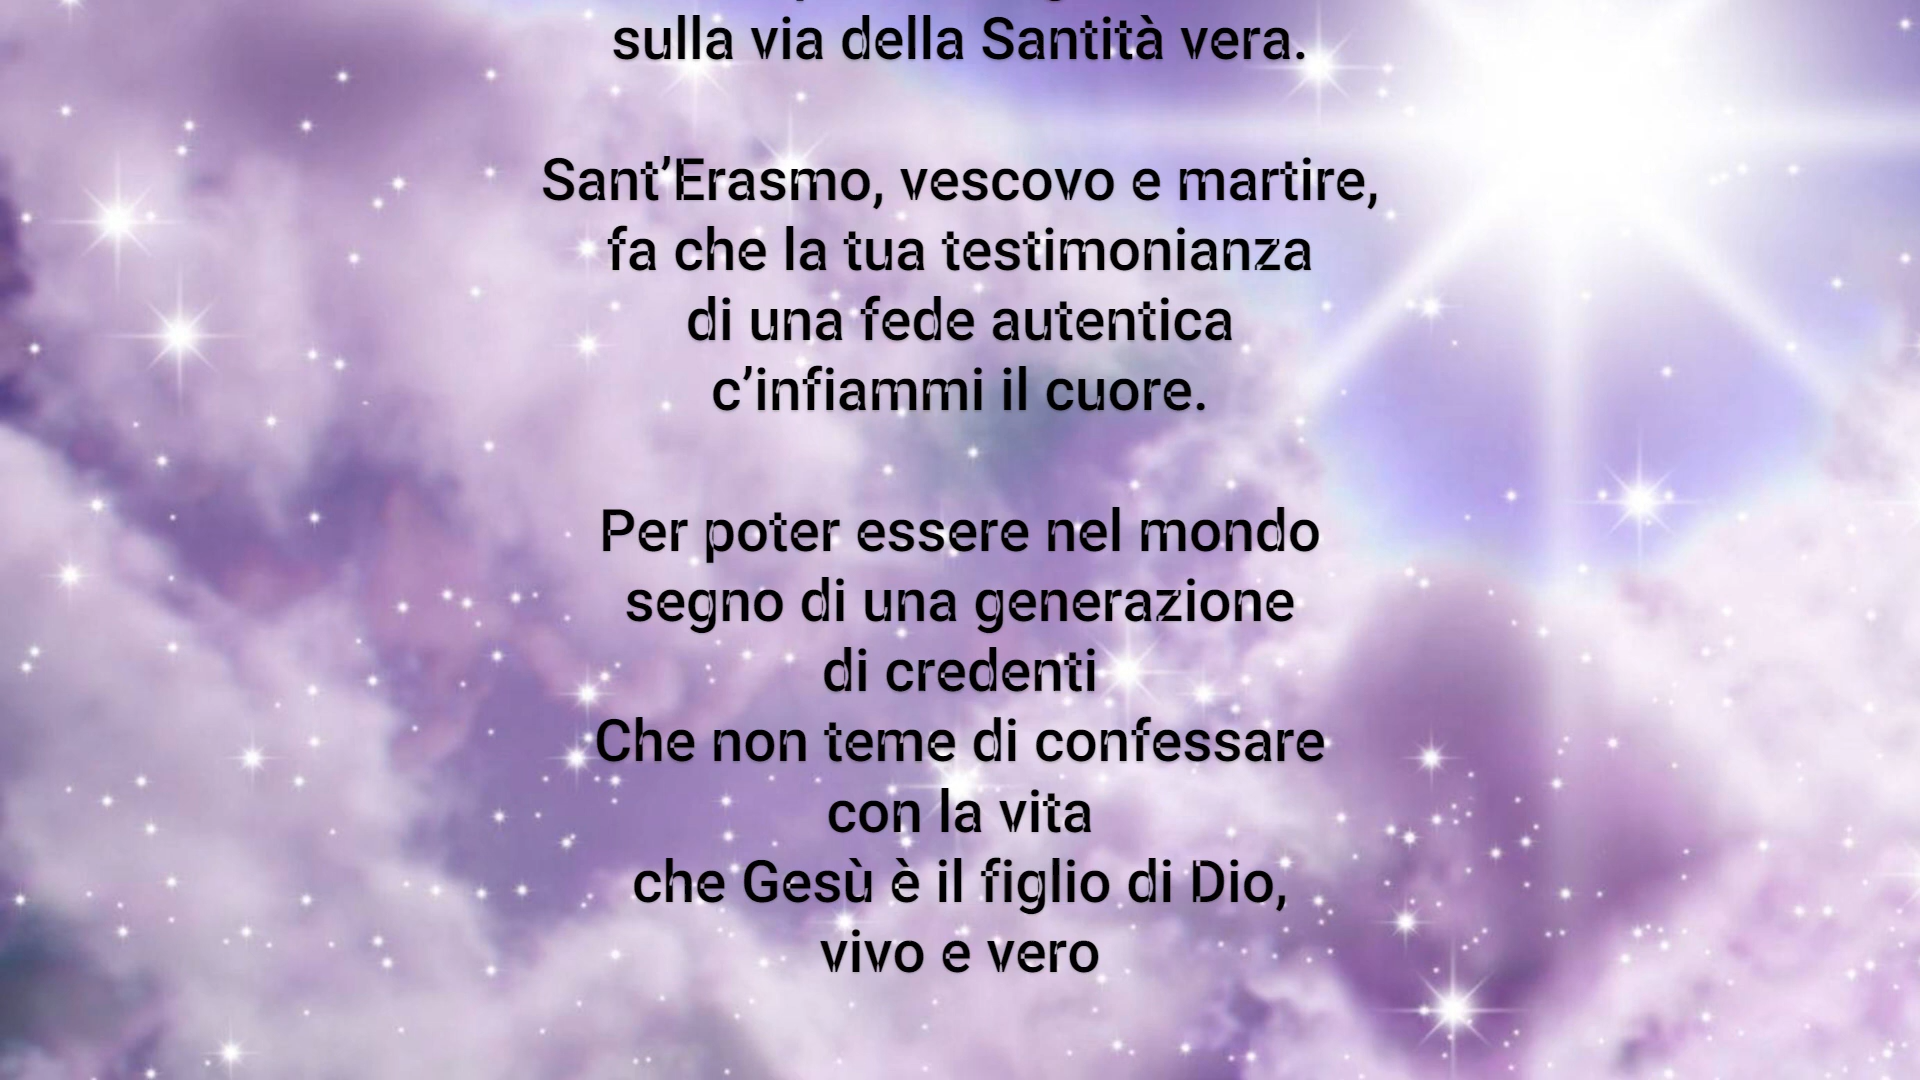 sulla via della Santità vera.
Sant’Erasmo, vescovo e martire,
fa che la tua testimonianza
di una fede autentica
c’infiammi il cuore.
Per poter essere nel mondo
segno di una generazione
di credenti
Che non teme di confessare
con la vita
che Gesù è il figlio di Dio,
vivo e vero